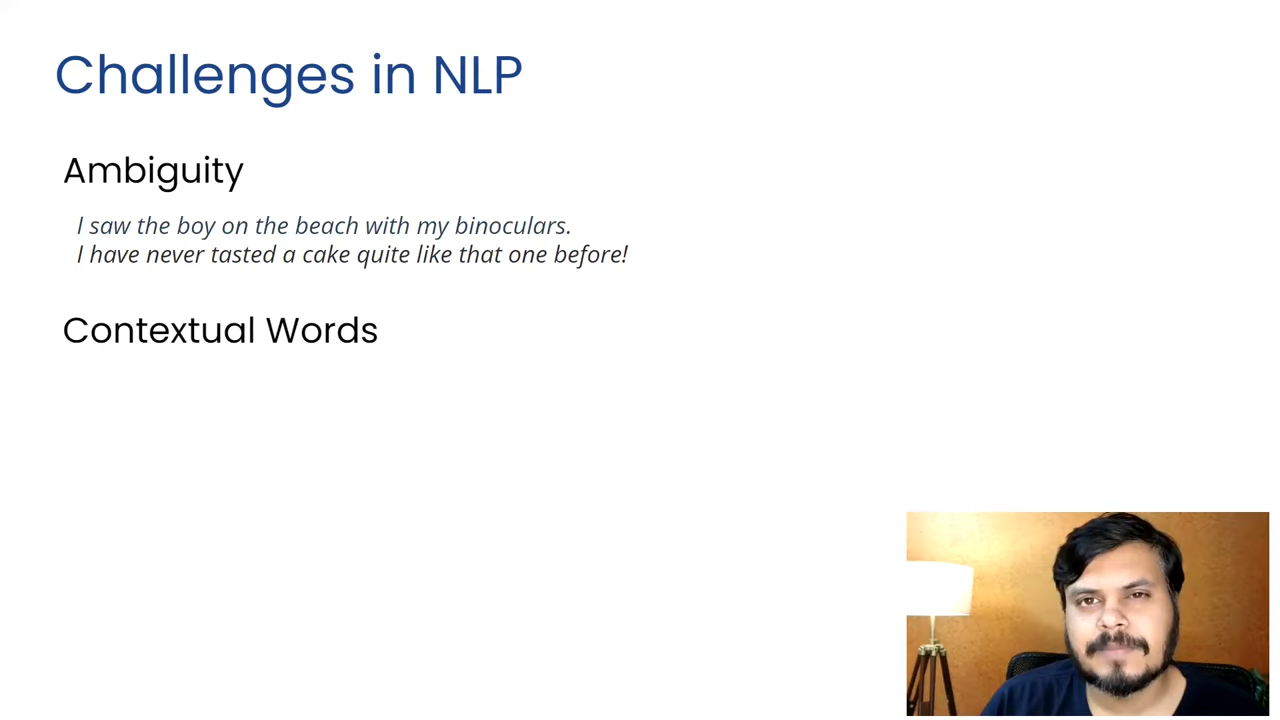 Challenges in NLP
Ambiguity
I saw the boy on the beach with my binoculars.
I have never tasted a cake quite like that one before!
Contextual Words